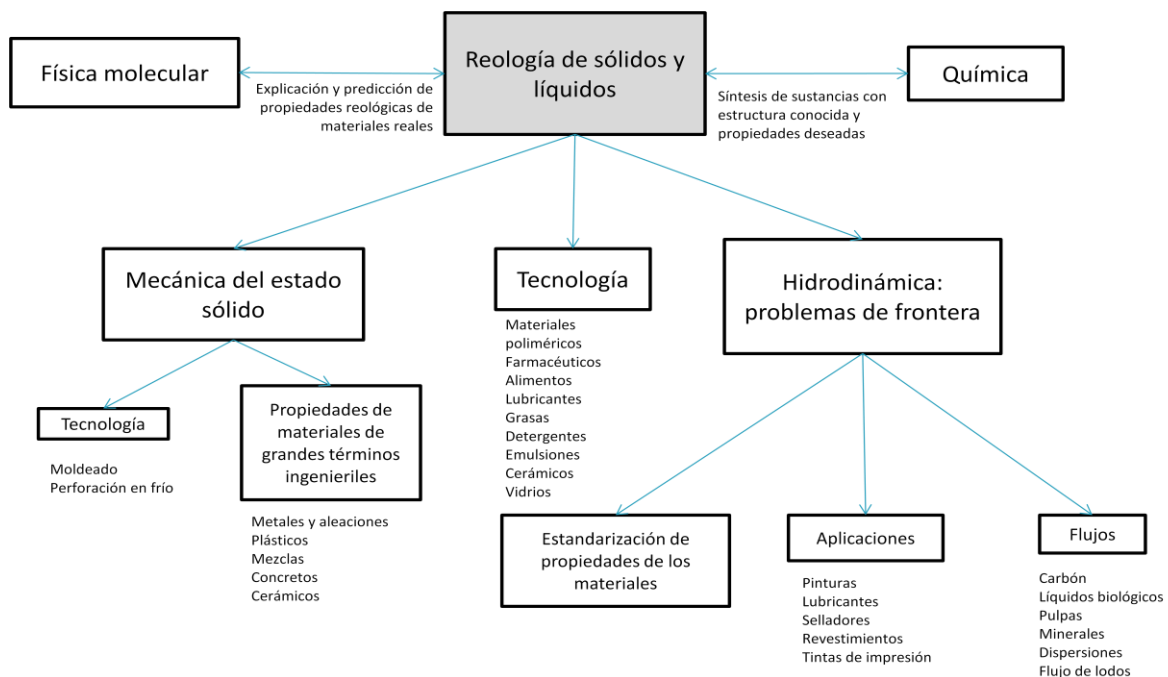 Física molecular
Explicación y predicción de
propiedades reológicas de
materiales reales
Reología de sólidos y
líquidos
Síntesis de sustancias con
estructura conocida y
propiedades deseadas
Química
Mecánica del estado
sólido
Tecnología
Moldeado
Perforación en frío
Propiedades de
materiales de
grandes términos
ingenieriles
Metales y aleaciones
Plásticos
Mezclas
Concretos
Cerámicos
Tecnología
Materiales
poliméricos
Farmacéuticos
Alimentos
Lubricantes
Grasas
Detergentes
Emulsiones
Cerámicos
Vidrios
Hidrodinámica:
problemas de frontera
Estandarización de
propiedades de los
materiales
Aplicaciones
Pinturas
Lubricantes
Selladores
Revestimientos
Tintas de impresión
Flujos
Carbón
Líquidos biológicos
Pulpas
Minerales
Dispersiones
Flujo de lodos